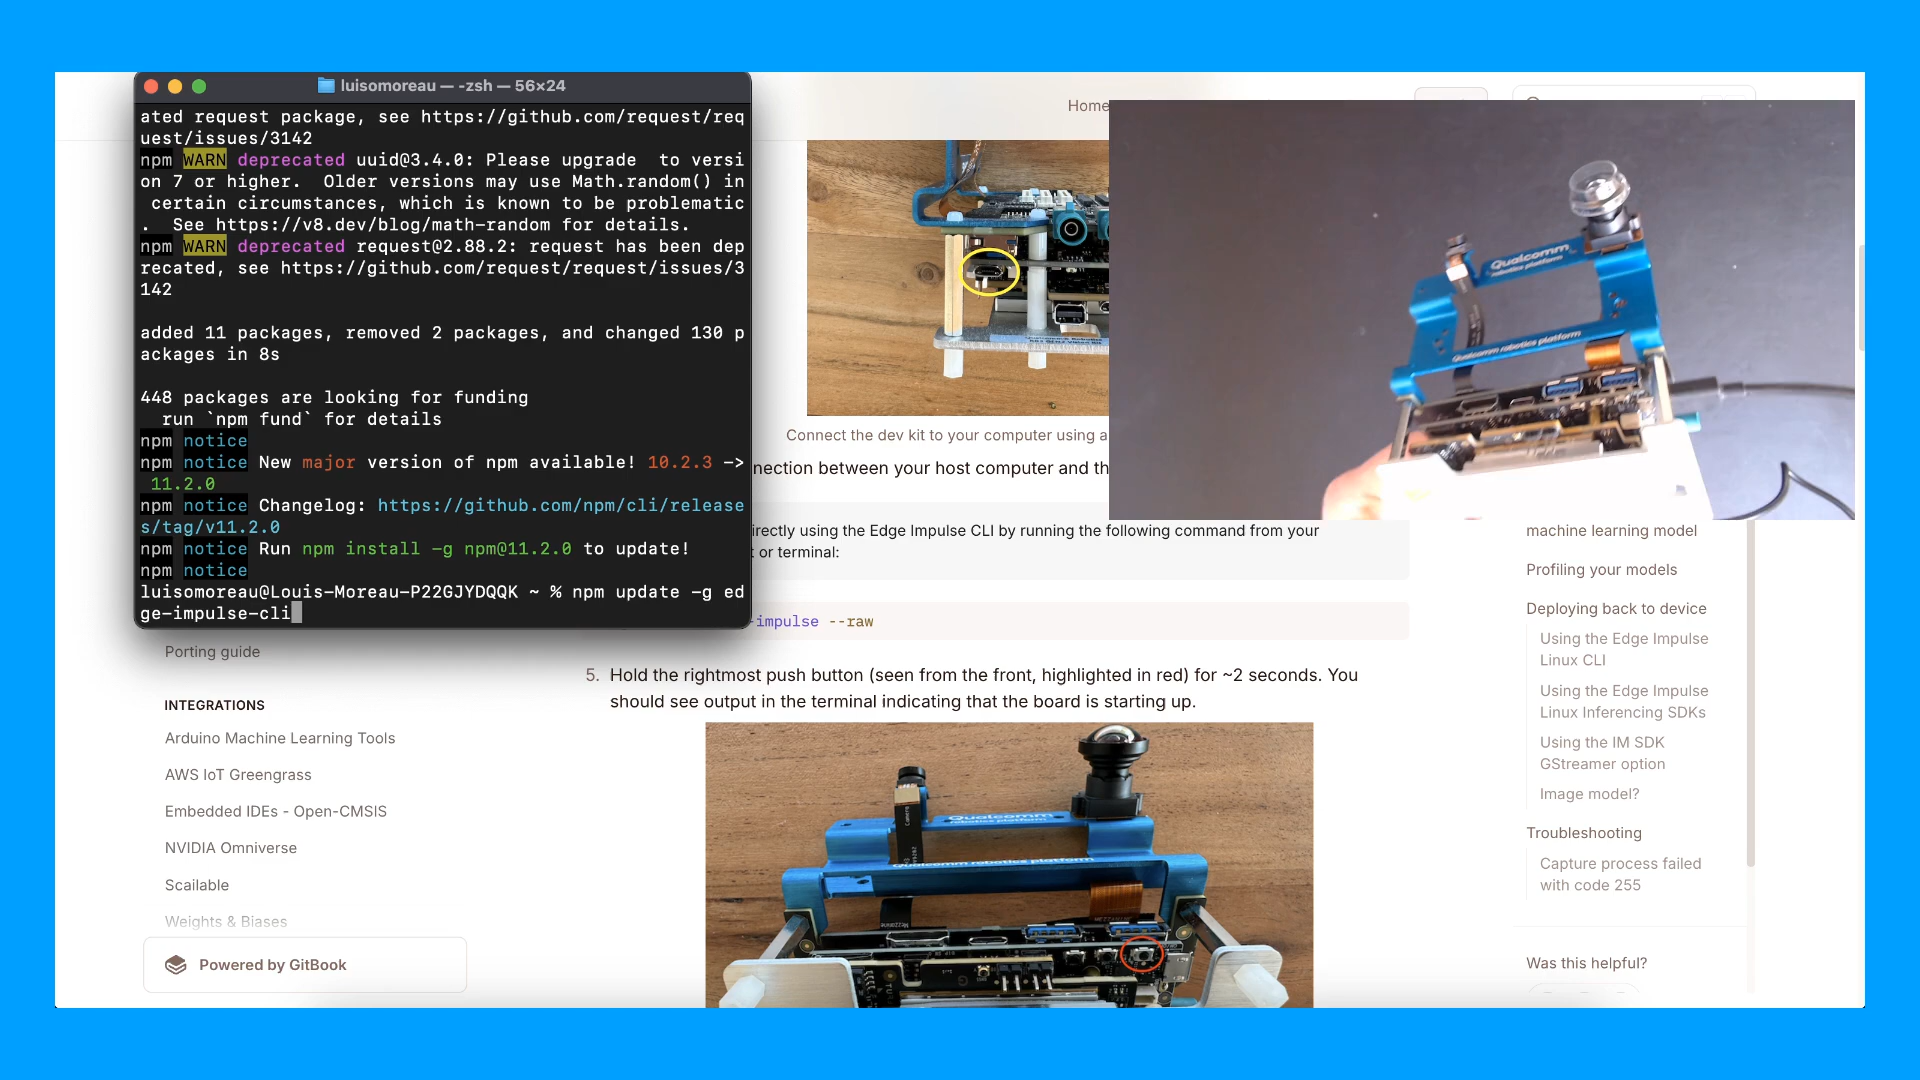 luisomoreau — -zsh — 56×24
ated request package, see https://github.com/request/req
uest/issues/3142
npm WARN deprecated uuid@3.4.0: Please upgrade  to versi
on 7 or higher.  Older versions may use Math.random() in
 certain circumstances, which is known to be problematic
.  See https://v8.dev/blog/math-random for details.
npm WARN deprecated request@2.88.2: request has been dep
recated, see https://github.com/request/request/issues/3
142
added 11 packages, removed 2 packages, and changed 130 p
ackages in 8s
448 packages are looking for funding
  run `npm fund` for details
npm notice
npm notice New major version of npm available! 10.2.3 ->
 11.2.0
npm notice Changelog: https://github.com/npm/cli/release
s/tag/v11.2.0
npm notice Run npm install -g npm@11.2.0 to update!
npm notice
luisomoreau@Louis-Moreau-P22GJYDQQK ~ % npm update -g ed
ge-impulse-cli
Porting guide
INTEGRATIONS
Arduino Machine Learning Tools
AWS IoT Greengrass
Embedded IDEs - Open-CMSIS
NVIDIA Omniverse
Scailable
Weights & Biases
Powered by GitBook
Home
Connect the dev kit to your computer using a
nection between your host computer and th
irectly using the Edge Impulse CLI by running the following command from your
t or terminal:
-impulse --raw
5. Hold the rightmost push button (seen from the front, highlighted in red) for ~2 seconds. You
should see output in the terminal indicating that the board is starting up.
Qualcomm
robotics platform
Qualcomm robotics platform
Qualcomm
robotics platform
Qualcomm robotics platform
machine learning model
Profiling your models
Deploying back to device
Using the Edge Impulse
Linux CLI
Using the Edge Impulse
Linux Inferencing SDKs
Using the IM SDK
GStreamer option
Image model?
Troubleshooting
Capture process failed
with code 255
Was this helpful?